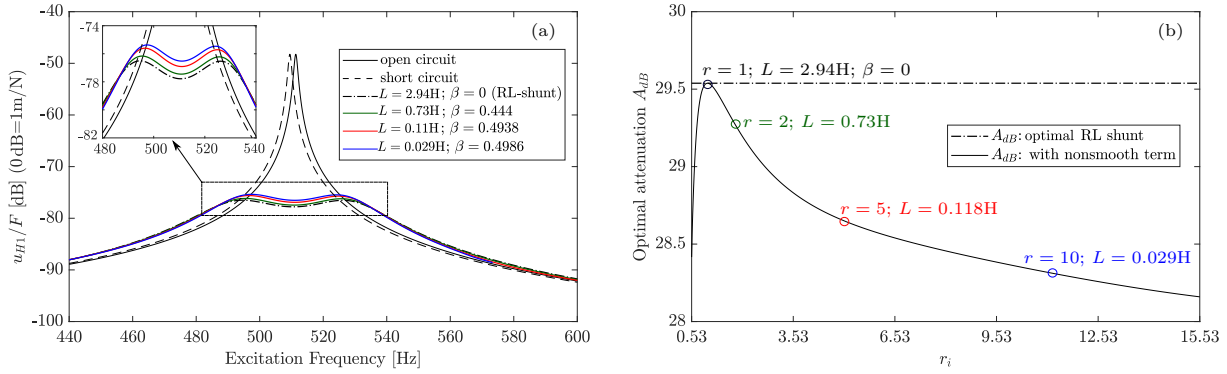 -40
-50
-60
-70
-80
-90
-100
u_{H1}/F [dB] (0 dB=1m/N)
440
460
480
500
520
540
560
580
600
Excitation Frequency [Hz]
(a)
-74
-78
-82
480
500
520
540
open circuit
short circuit
L = 2.94H; β = 0 (RL-shunt)
L = 0.73H; β = 0.444
L = 0.11H; β = 0.4938
L = 0.029H; β = 0.4986
30
29.5
29
28.5
28
Optimal attenuation A_{dB}
0.53
3.53
6.53
9.53
12.53
15.53
r_i
(b)
r = 1; L = 2.94H; β = 0
r = 2; L = 0.73H
A_{dB}: optimal RL shunt
A_{dB}: with nonsmooth term
r = 5; L = 0.118H
r = 10; L = 0.029H